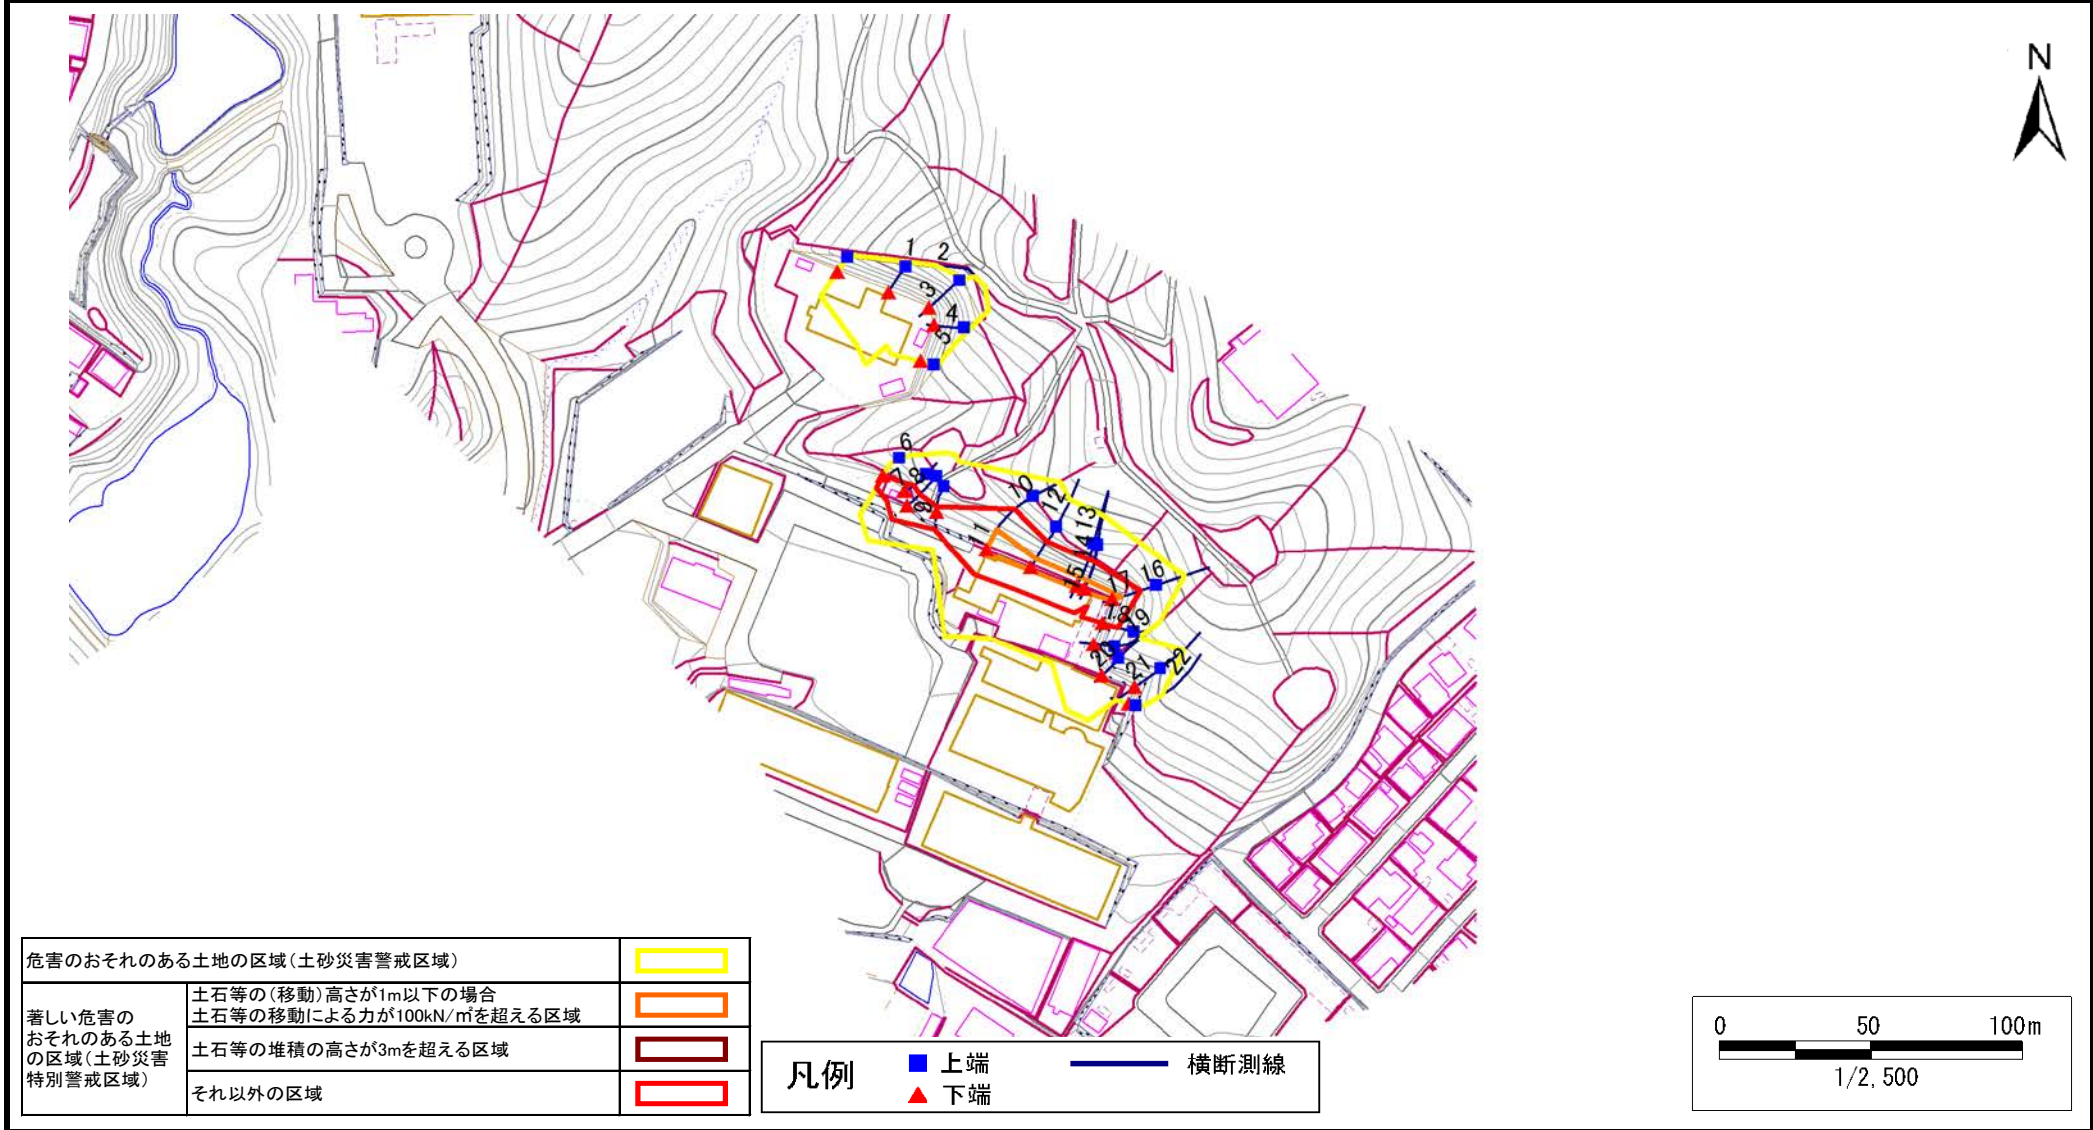 N
1
2
3
4
5
6
7
8
9
10
12
13
11
14
15
17
16
18
19
20
21
22
危害のおそれのある土地の区域(土砂災害警戒区域)
著しい危害の
おそれのある土地
の区域(土砂災害
特別警戒区域)
土石等の(移動)高さが1m以下の場合
土石等の移動による力が100kN/㎡を超える区域
土石等の堆積の高さが3mを超える区域
それ以外の区域
凡例
上端
下端
横断測線
0 50 100m
1/2,500